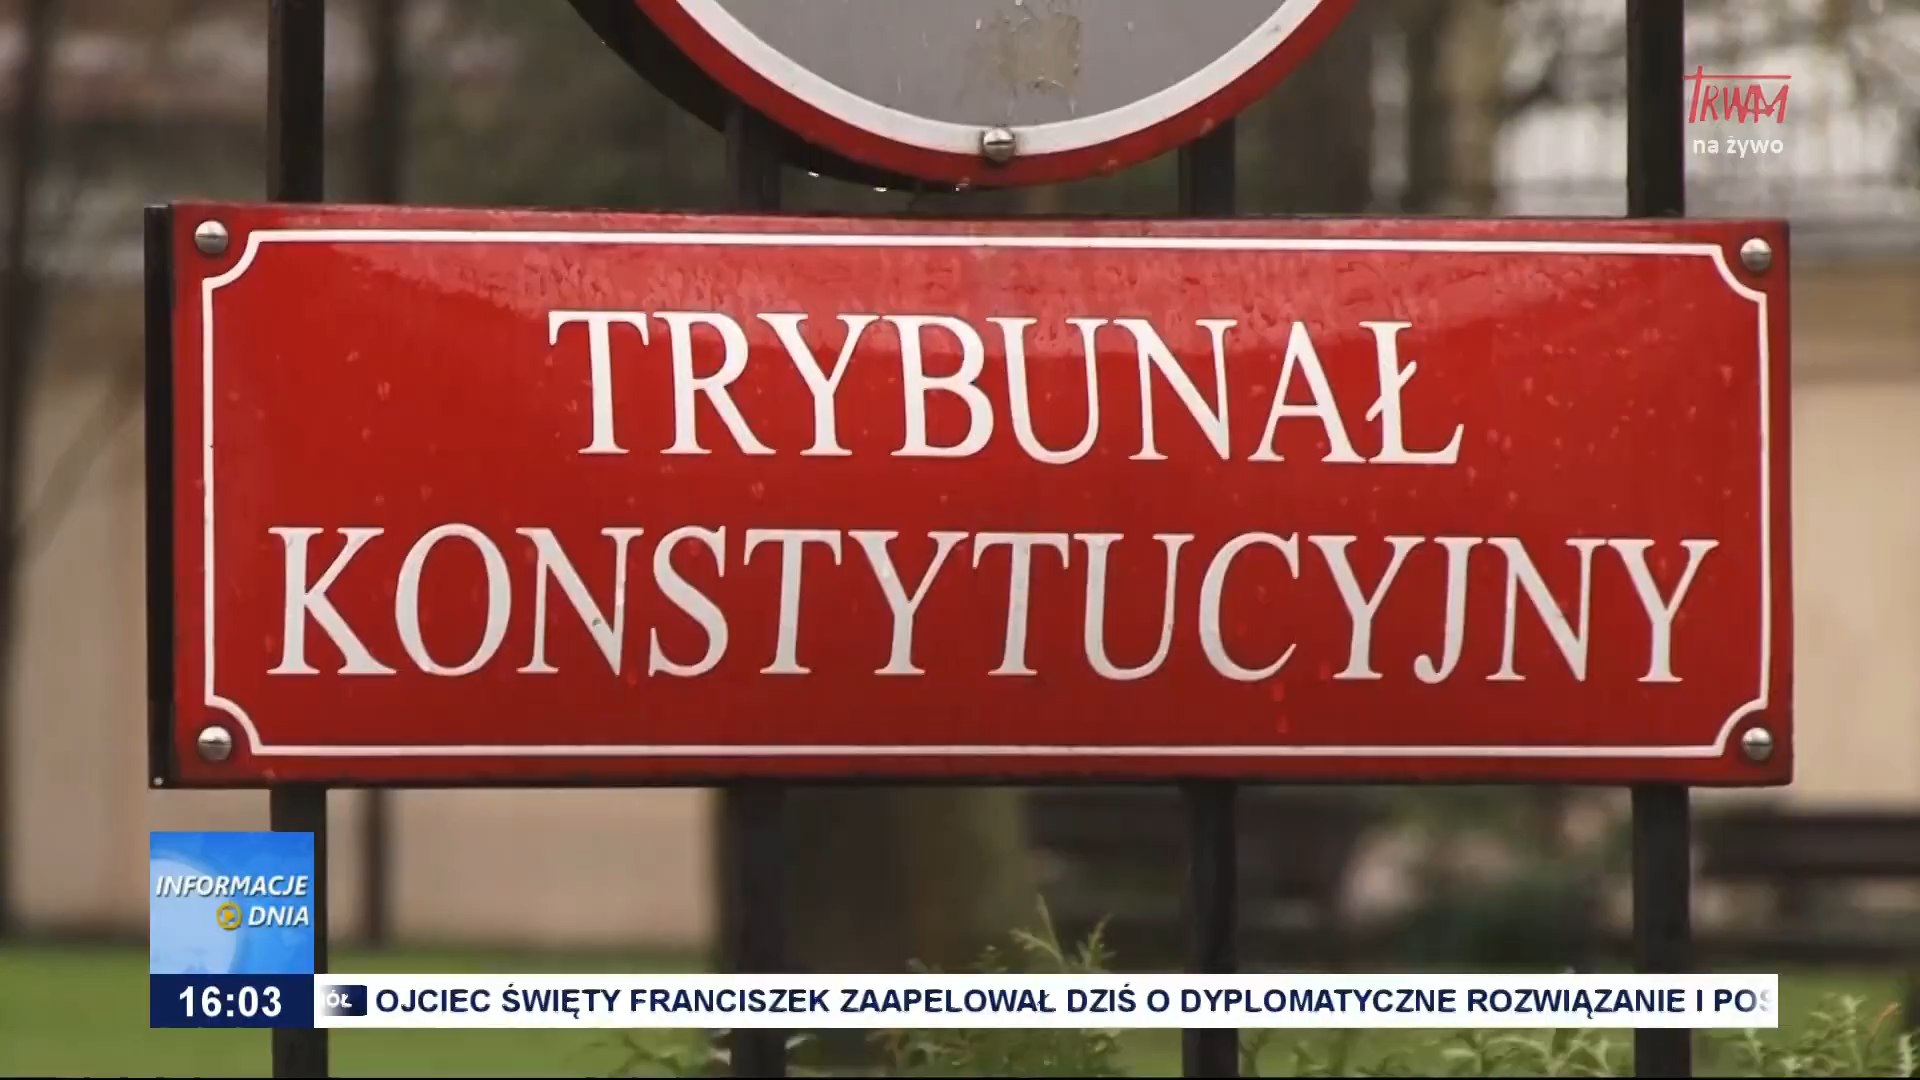 TRWAM
na żywo
TRYBUNAŁ
KONSTYTUCYJNY
INFORMACJE
DNIA
16:03 OJCIEC ŚWIĘTY FRANCISZEK ZAAPELOWAŁ DZIŚ O DYPLOMATYCZNE ROZWIĄZANIE I